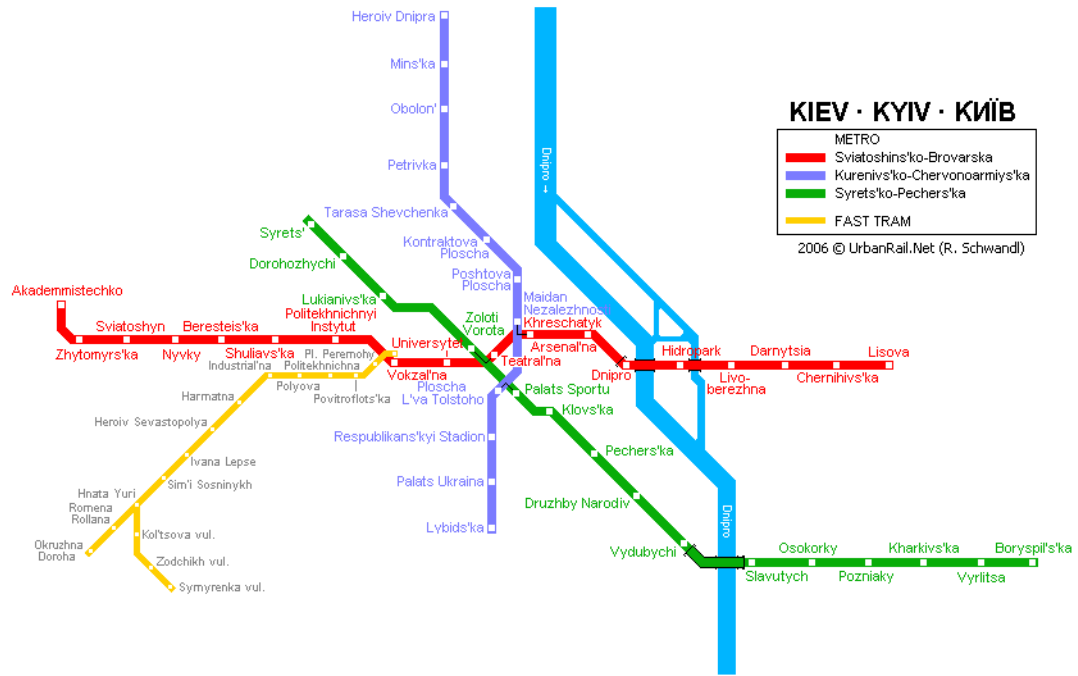 KIEV · KYIV · КИЇВ
METRO
Sviatoshins'ko-Brovarska
Kurenivs'ko-Chervonoarmiys'ka
Syrets'ko-Pechers'ka
FAST TRAM
2006 © UrbanRail.Net (R. Schwandl)
Heroiv Dnipra
Mins'ka
Obolon'
Petrivka
Tarasa Shevchenka
Kontraktova
Ploscha
Poshtova
Ploscha
Maidan
Nezalezhnos
Ploscha
L'va Tolstoho
Respublikans'kyi Stadion
Palats Ukraina
Lybids'ka
Dnipro →
Dnipro
Syrets'
Dorohozhychi
Lukianivs'ka
Zoloti
Vorota
Palats Sportu
Klovs'ka
Pechers'ka
Druzhby Narodiv
Vydubychi
Slavutych
Osokorky
Pozniaky
Kharkivs'ka
Vyrlitsa
Boryspil's'ka
Akademmistechko
Zhytomyrs'ka
Sviatoshyn
Nyvky
Beresteis'ka
Shuliavs'ka
Politekhnichnyi
Instytut
Vokzal'na
Universytet
Teatral'na
Khreschatyk
Arsenal'na
Dnipro
Hidropark
Livo-
berezhna
Darnytsia
Chernihivs'ka
Lisova
Pl. Peremohy
Povitroflots'ka
Politekhnichna
Polyova
Industrial'na
Harmatna
Heroiv Sevastopolya
Ivana Lepse
Sim'i Sosninykh
Hnata Yuri
Romena
Rollana
Okruzhna
Doroha
Kol'tsova vul.
Zodchikh vul.
Symyrenka vul.